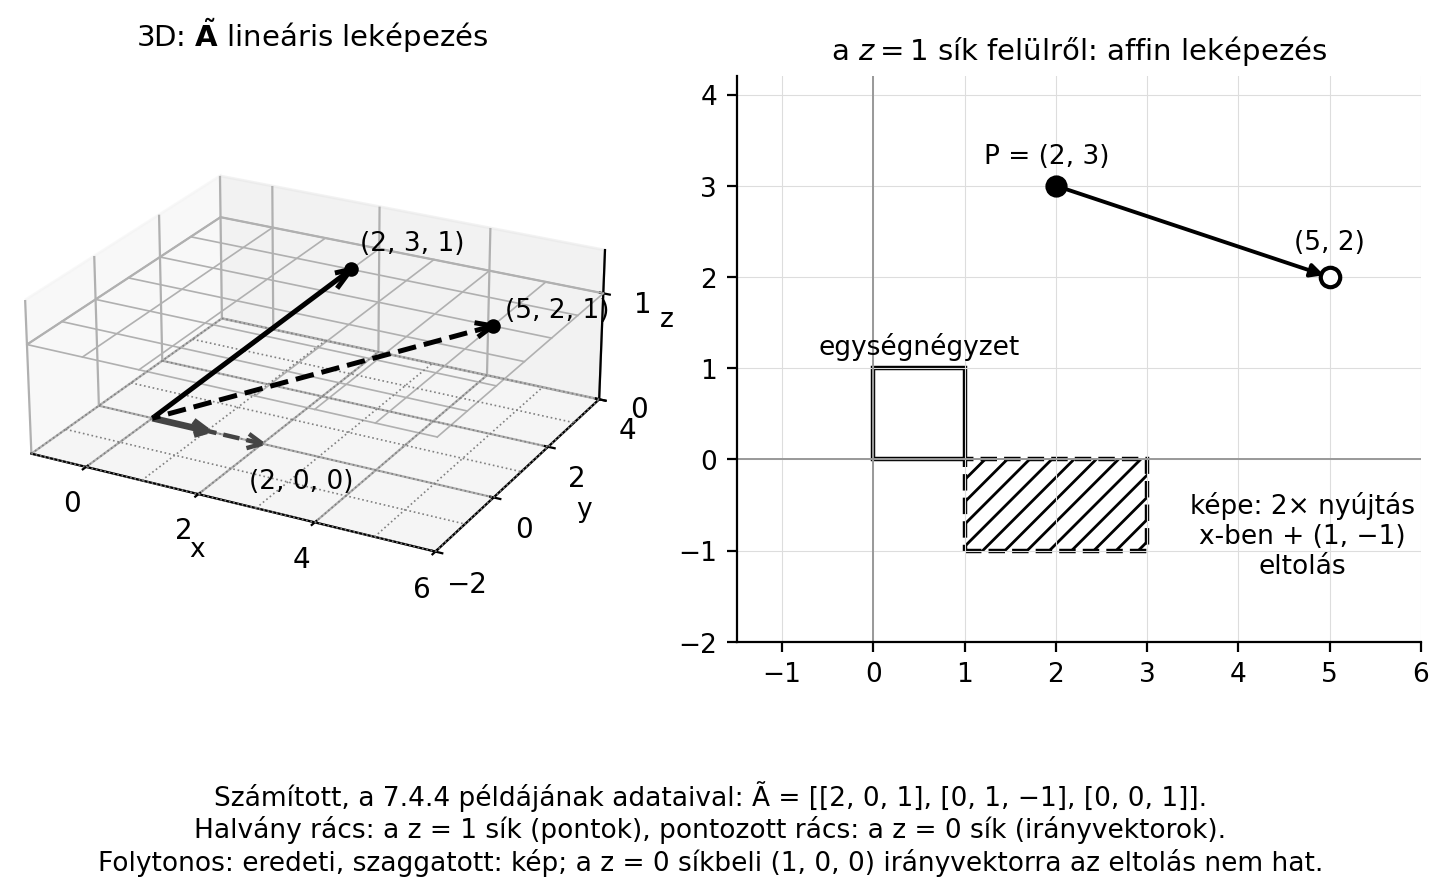 3D: Ã lineáris leképezés
(2, 3, 1)
(5, 2, 1)
(2, 0, 0)
1
z
0
4
2
y
0
−2
0
2
x
4
6
a z = 1 sík felülről: affin leképezés
4
3
2
1
0
−1
−2
P = (2, 3)
(5, 2)
egységnégyzet
képe: 2× nyújtás
x-ben + (1, −1)
eltolás
−1
0
1
2
3
4
5
6
Számított, a 7.4.4 példájának adataival: Ã = [[2, 0, 1], [0, 1, −1], [0, 0, 1]].
Halvány rács: a z = 1 sík (pontok), pontozott rács: a z = 0 sík (irányvektorok).
Folytonos: eredeti, szaggatott: kép; a z = 0 síkbeli (1, 0, 0) irányvektorra az eltolás nem hat.